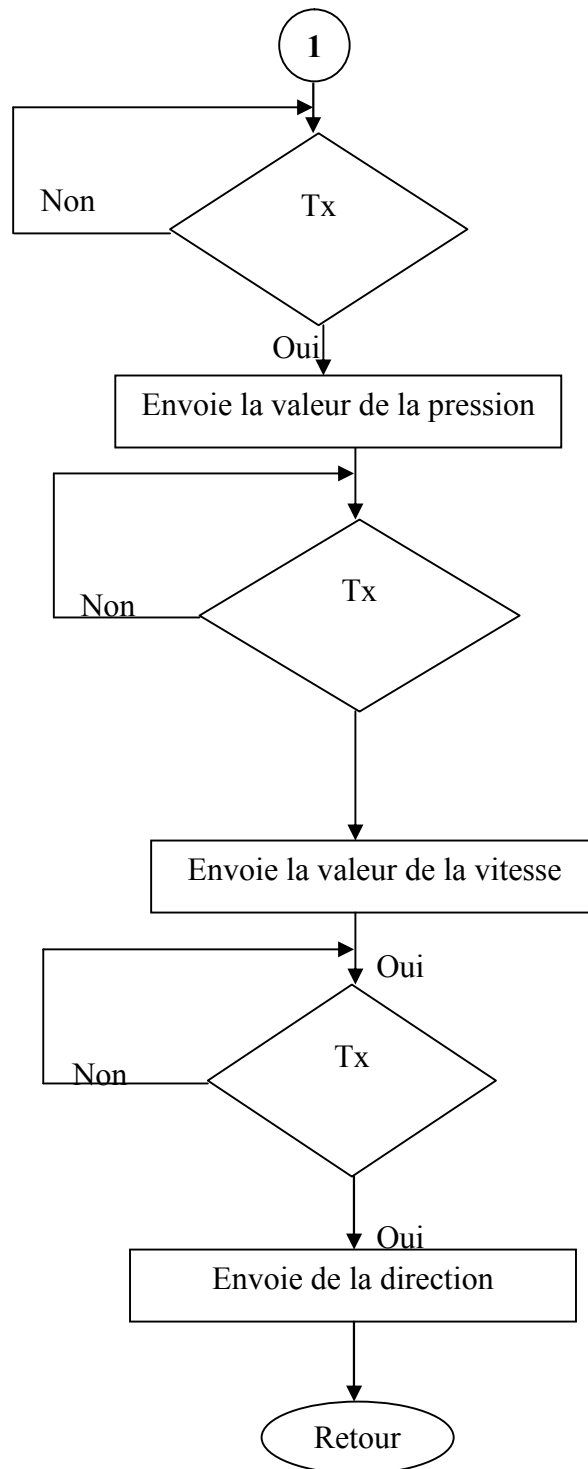 1
Tx
Non
Oui
Envoie la valeur de la pression
Tx
Non
Envoie la valeur de la vitesse
Oui
Tx
Non
Oui
Envoie de la direction
Retour